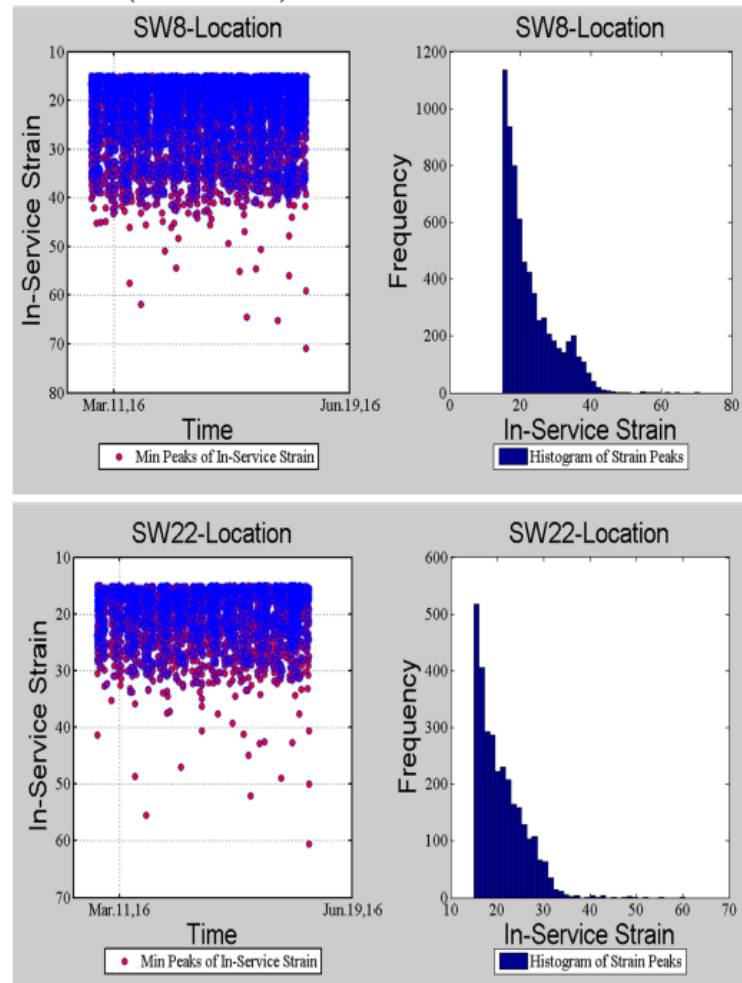 SW8-Location
10
20
30
40
50
60
70
80
In-Service Strain
Mar.11,16
Jun.19,16
Time
Min Peaks of In-Service Strain
SW8-Location
1200
1000
800
600
400
200
0
Frequency
0
20
40
60
80
In-Service Strain
Histogram of Strain Peaks
SW22-Location
10
20
30
40
50
60
70
In-Service Strain
Mar.11,16
Jun.19,16
Time
Min Peaks of In-Service Strain
SW22-Location
600
500
400
300
200
100
0
Frequency
10
20
30
40
50
60
70
In-Service Strain
Histogram of Strain Peaks